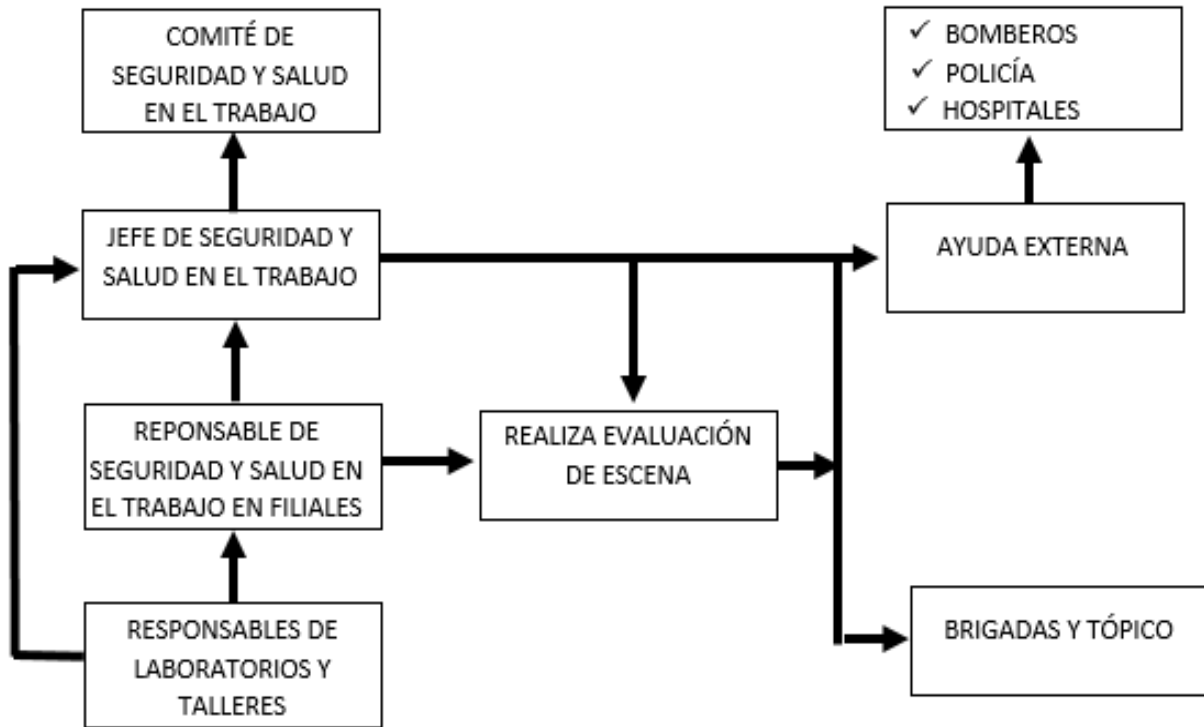 COMITÉ DE
SEGURIDAD Y SALUD
EN EL TRABAJO
✓ BOMBEROS
✓ POLICÍA
✓ HOSPITALES
JEFE DE SEGURIDAD Y
SALUD EN EL TRABAJO
AYUDA EXTERNA
REPONSABLE DE
SEGURIDAD Y SALUD EN
EL TRABAJO EN FILIALES
REALIZA EVALUACIÓN
DE ESCENA
RESPONSABLES DE
LABORATORIOS Y
TALLERES
BRIGADAS Y TÓPICO